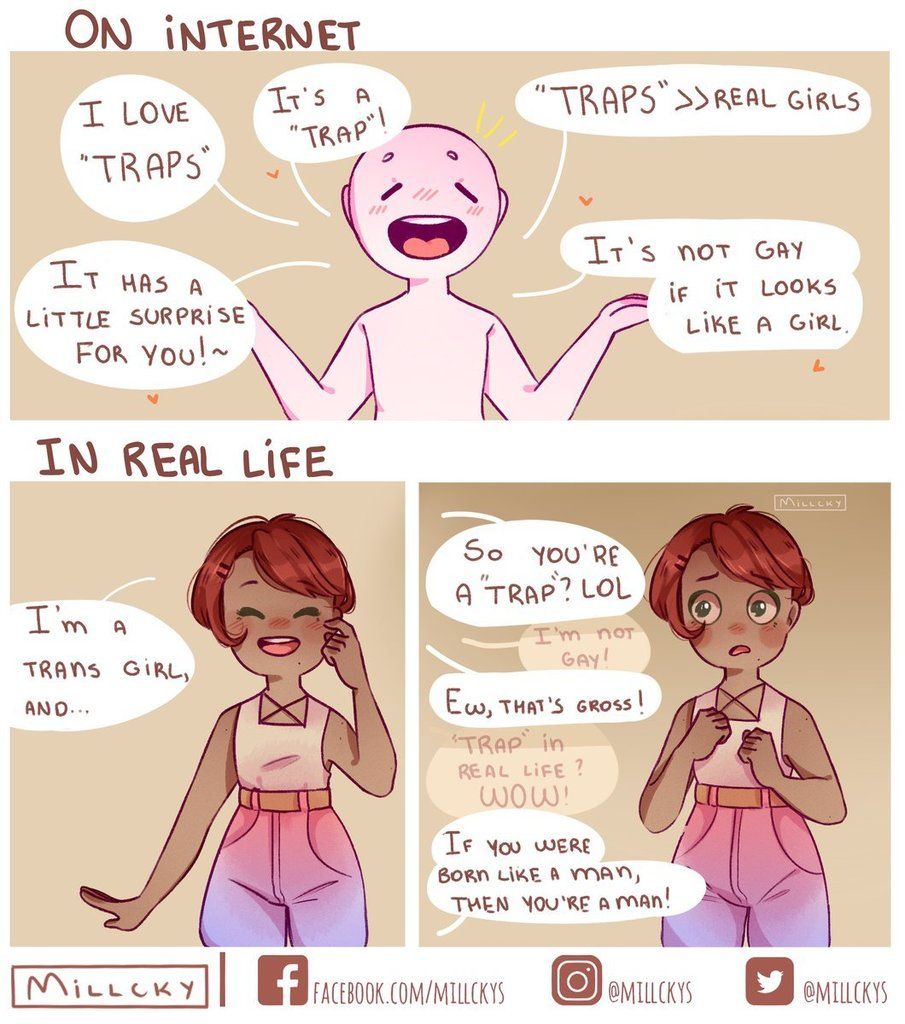 ON INTERNET
I LOVE
"TRAPS"
IT'S A
"TRAP"!
"TRAPS" >> REAL GIRLS
IT HAS A
LITTLE SURPRISE
FOR YOU!~
IT'S NOT GAY
IF IT LOOKS
LIKE A GIRL.
IN REAL LIFE
I'M A
TRANS GIRL,
AND...
MILLCKY
SO YOU'RE
A "TRAP"? LOL
I'M NOT
GAY!
EW, THAT'S GROSS!
"TRAP" IN
REAL LIFE?
WOW!
IF YOU WERE
BORN LIKE A MAN,
THEN YOU'RE A MAN!
MILLCKY
FACEBOOK.COM/MILLCKYS
@MILLCKYS
@MILLCKYS